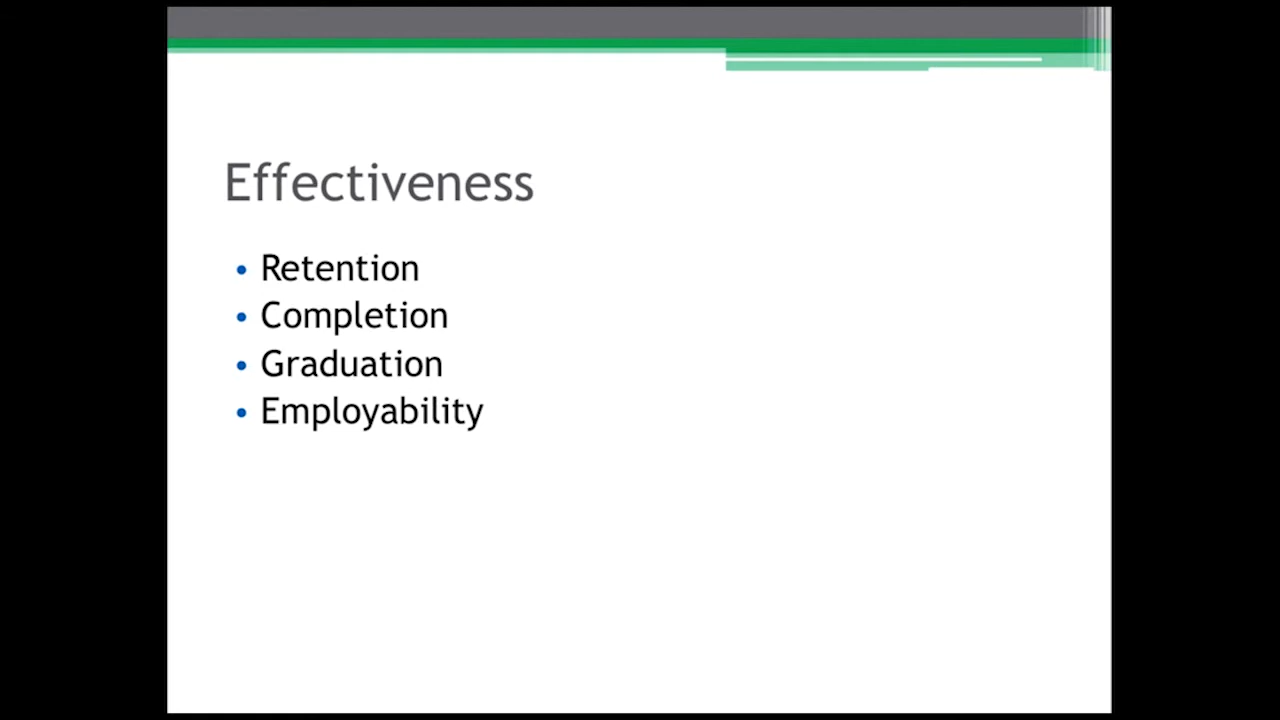 Effectiveness
• Retention
• Completion
• Graduation
• Employability